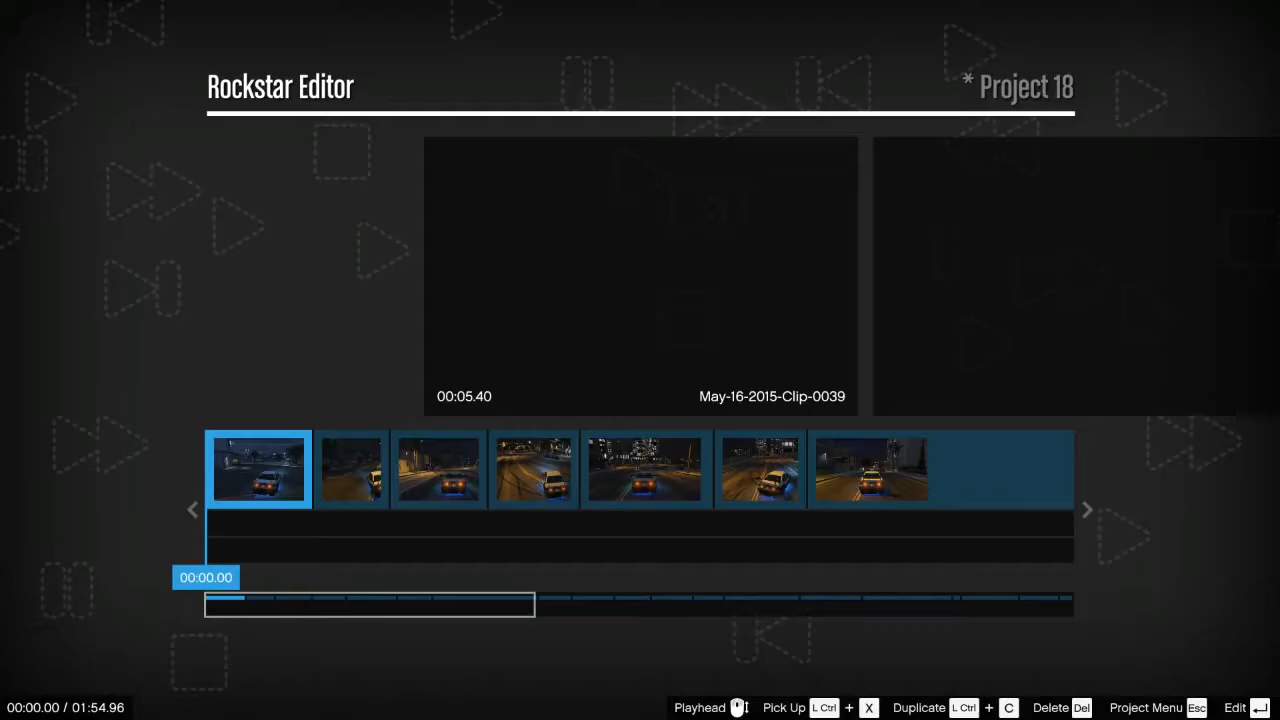 Rockstar Editor
* Project 18
00:05.40
May-16-2015-Clip-0039
00:00.00
00:00.00 / 01:54.96
Playhead Pick Up L Ctrl + X Duplicate L Ctrl + C Delete Del Project Menu Esc Edit